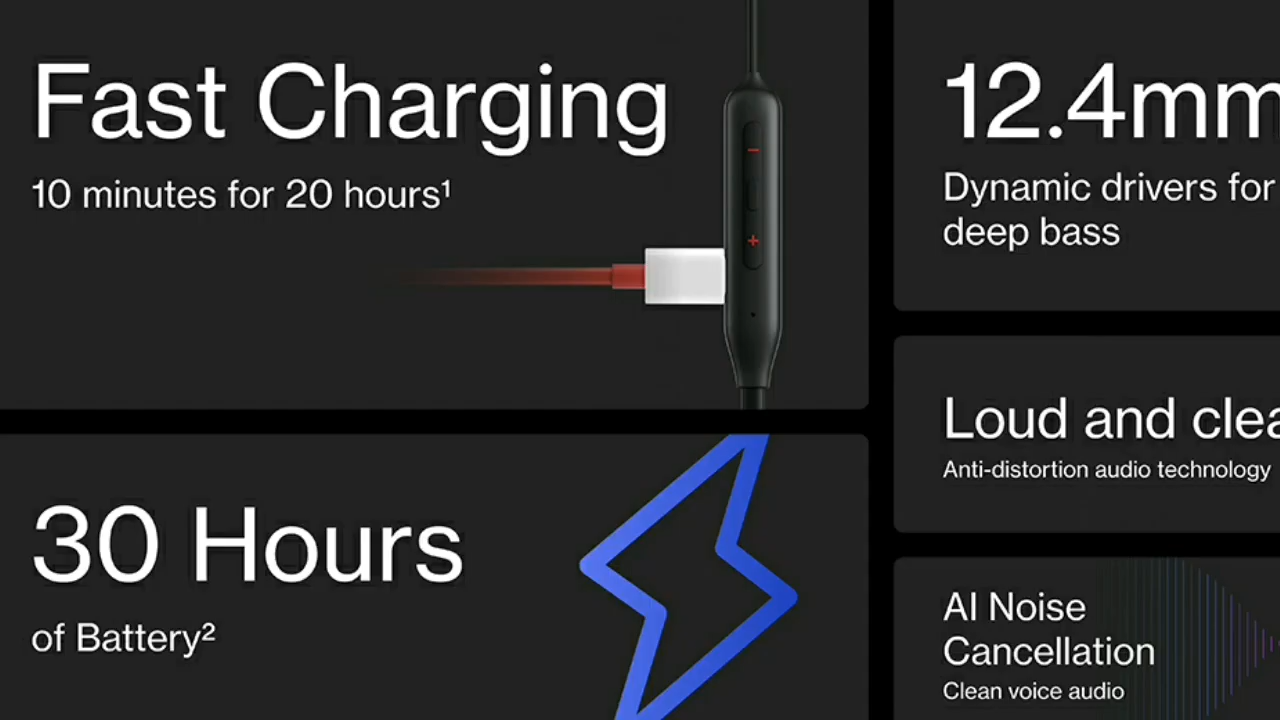 Fast Charging
10 minutes for 20 hours¹
30 Hours
of Battery²
12.4mm
Dynamic drivers for
deep bass
Loud and clea
Anti-distortion audio technology
AI Noise
Cancellation
Clean voice audio